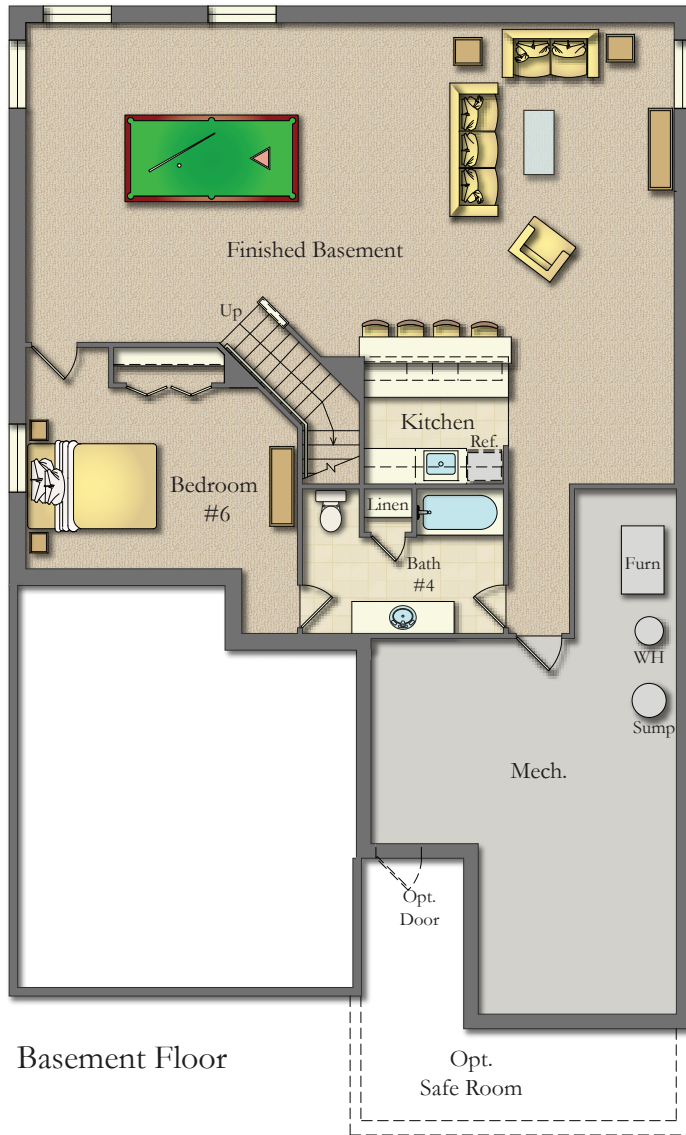 Finished Basement
Up
Kitchen
Ref.
Bedroom
#6
Linen
Bath
#4
Furn
WH
Sump
Mech.
Opt.
Door
Basement Floor
Opt.
Safe Room